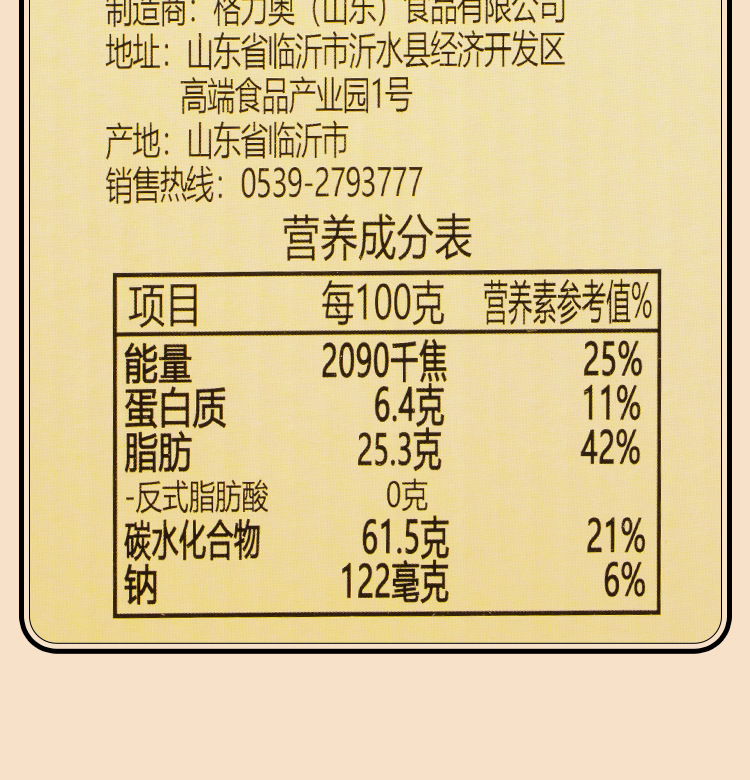 制造商：格力奥（山东）食品有限公司
地址：山东省临沂市沂水县经济开发区
高端食品产业园1号
产地：山东省临沂市
销售热线：0539-2793777
营养成分表
项目 每100克 营养素参考值%
能量 2090千焦 25%
蛋白质 6.4克 11%
脂肪 25.3克 42%
-反式脂肪酸 0克
碳水化合物 61.5克 21%
钠 122毫克 6%